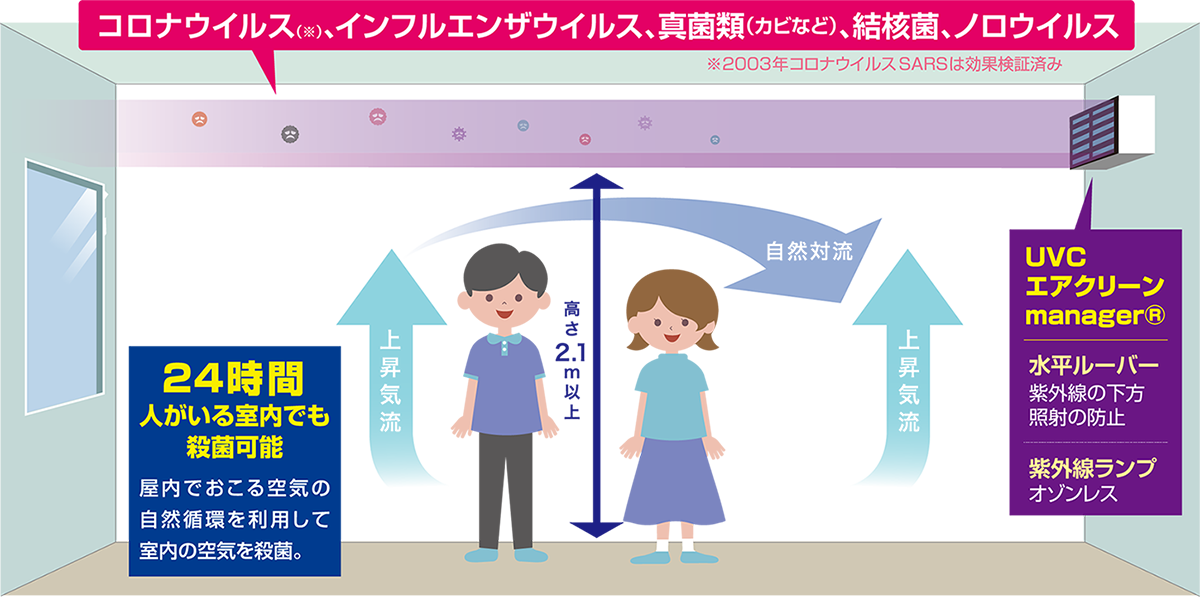 コロナウイルス(※)、インフルエンザウイルス、真菌類(カビなど)、結核菌、ノロウイルス
※2003年コロナウイルスSARSは効果検証済み
自然対流
上昇気流
高さ2.1m以上
上昇気流
24時間
人がいる室内でも
殺菌可能
屋内でおこる空気の
自然循環を利用して
室内の空気を殺菌。
UVC
エアクリーン
manager®
水平ルーバー
紫外線の下方
照射の防止
紫外線ランプ
オゾンレス